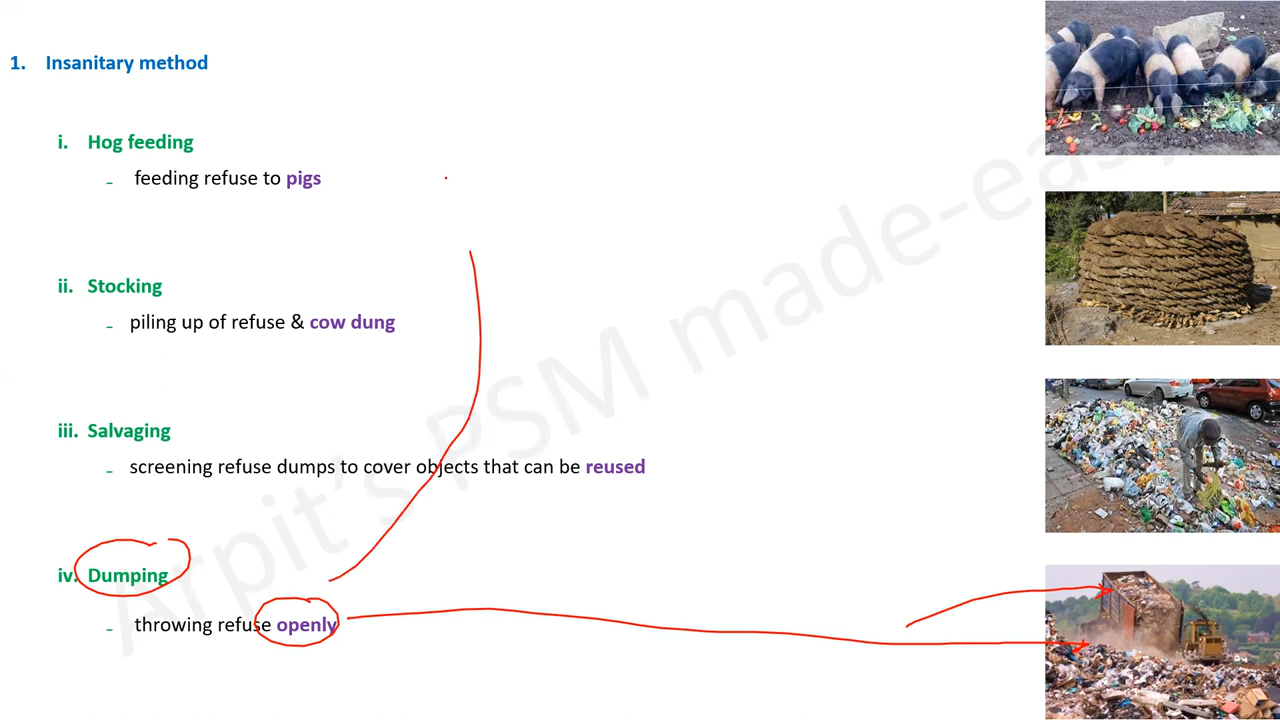 1. Insanitary method
i. Hog feeding
- feeding refuse to pigs
ii. Stocking
- piling up of refuse & cow dung
iii. Salvaging
- screening refuse dumps to cover objects that can be reused
iv. Dumping
- throwing refuse openly
Arpit's PSM made-easy